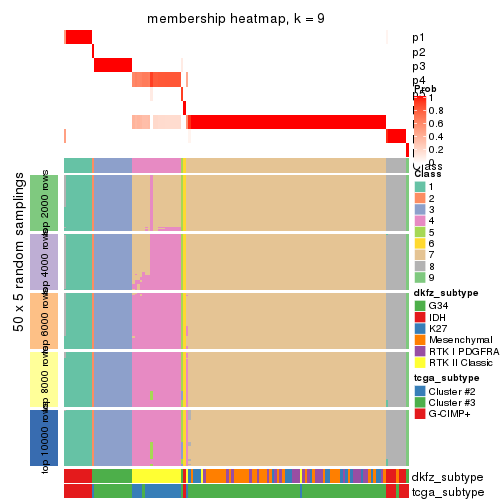 membership heatmap, k = 9
p1
p2
p3
p4
Prob
1
0.8
0.6
0.4
0.2
0
Class
Class
1
2
3
4
5
6
7
8
9
50 x 5 random samplings
top 2000 rows
top 4000 rows
top 6000 rows
top 8000 rows
top 10000 rows
dkfz_subtype
G34
IDH
K27
Mesenchymal
RTK I PDGFRA
RTK II Classic
tcga_subtype
Cluster #2
Cluster #3
G-CIMP+
dkfz_subtype
tcga_subtype